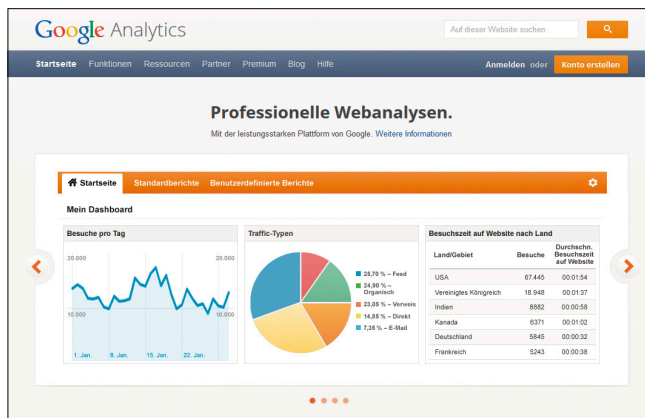 Google Analytics
Auf dieser Website suchen
Startseite Funktionen Ressourcen Partner Premium Blog Hilfe
Anmelden oder Konto erstellen
Professionelle Webanalysen.
Mit der leistungsstarken Plattform von Google. Weitere Informationen
Startseite Standardberichte Benutzerdefinierte Berichte
Mein Dashboard
Besuche pro Tag
20.000 20.000
10.000 10.000
1. Jan. 8. Jan. 15. Jan. 22. Jan.
Traffic-Typen
25,70 % – Feed
24,90 % – Organisch
23,05 % – Verweis
14,85 % – Direkt
7,35 % – E-Mail
Besuchszeit auf Website nach Land
Land/Gebiet Besuche Durchschn. Besuchszeit auf Website
USA 67.445 00:01:54
Vereinigtes Königreich 18.948 00:01:37
Indien 8882 00:00:58
Kanada 6371 00:01:02
Deutschland 5845 00:00:32
Frankreich 5243 00:00:38